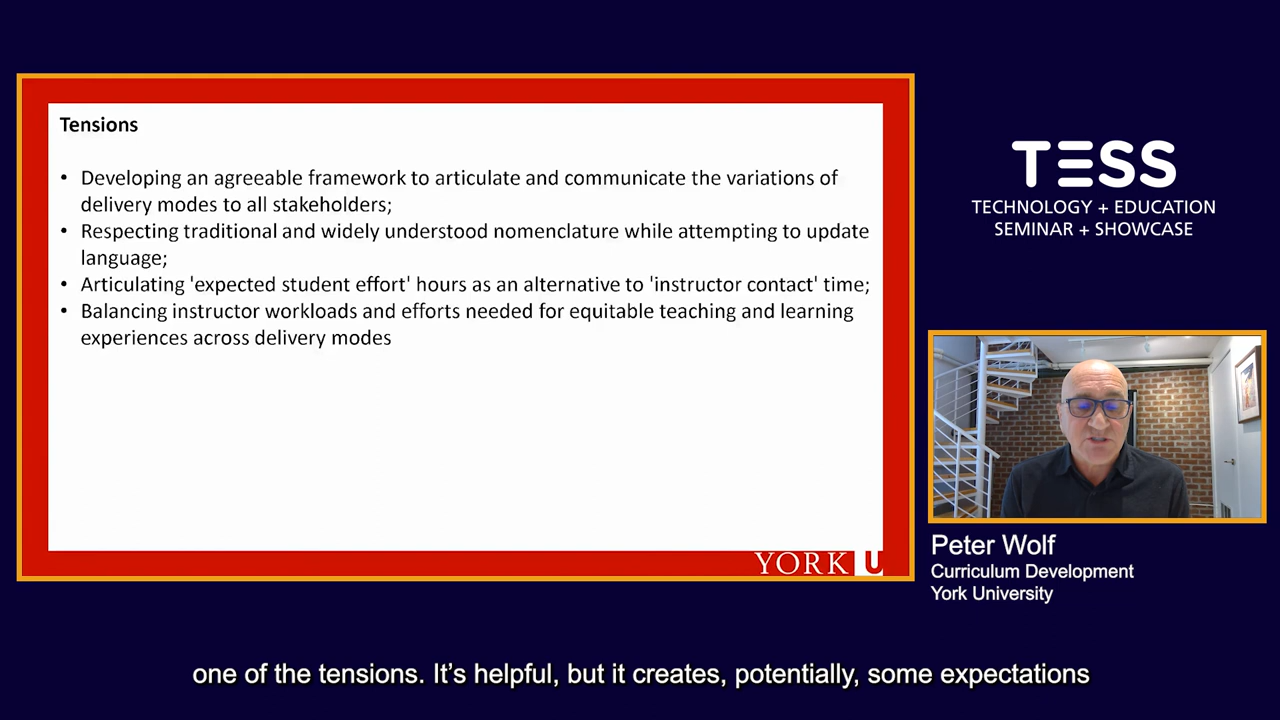 Tensions
• Developing an agreeable framework to articulate and communicate the variations of
delivery modes to all stakeholders;
• Respecting traditional and widely understood nomenclature while attempting to update
language;
• Articulating 'expected student effort' hours as an alternative to 'instructor contact' time;
• Balancing instructor workloads and efforts needed for equitable teaching and learning
experiences across delivery modes
YORK U
TESS
TECHNOLOGY + EDUCATION
SEMINAR + SHOWCASE
Peter Wolf
Curriculum Development
York University
one of the tensions. It’s helpful, but it creates, potentially, some expectations